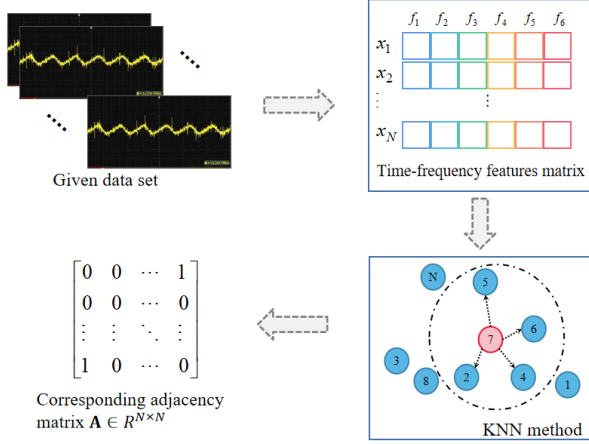 f1 f2 f3 f4 f5 f6
x1
x2
⋮ ⋮
xN
Given data set
Time-frequency features matrix
N
5
7
6
3
8
2
4
1
KNN method
0 0 ⋯ 1
0 0 ⋯ 0
⋮ ⋮ ⋱ ⋮
1 0 ⋯ 0
Corresponding adjacency
matrix A ∈ R^{N×N}